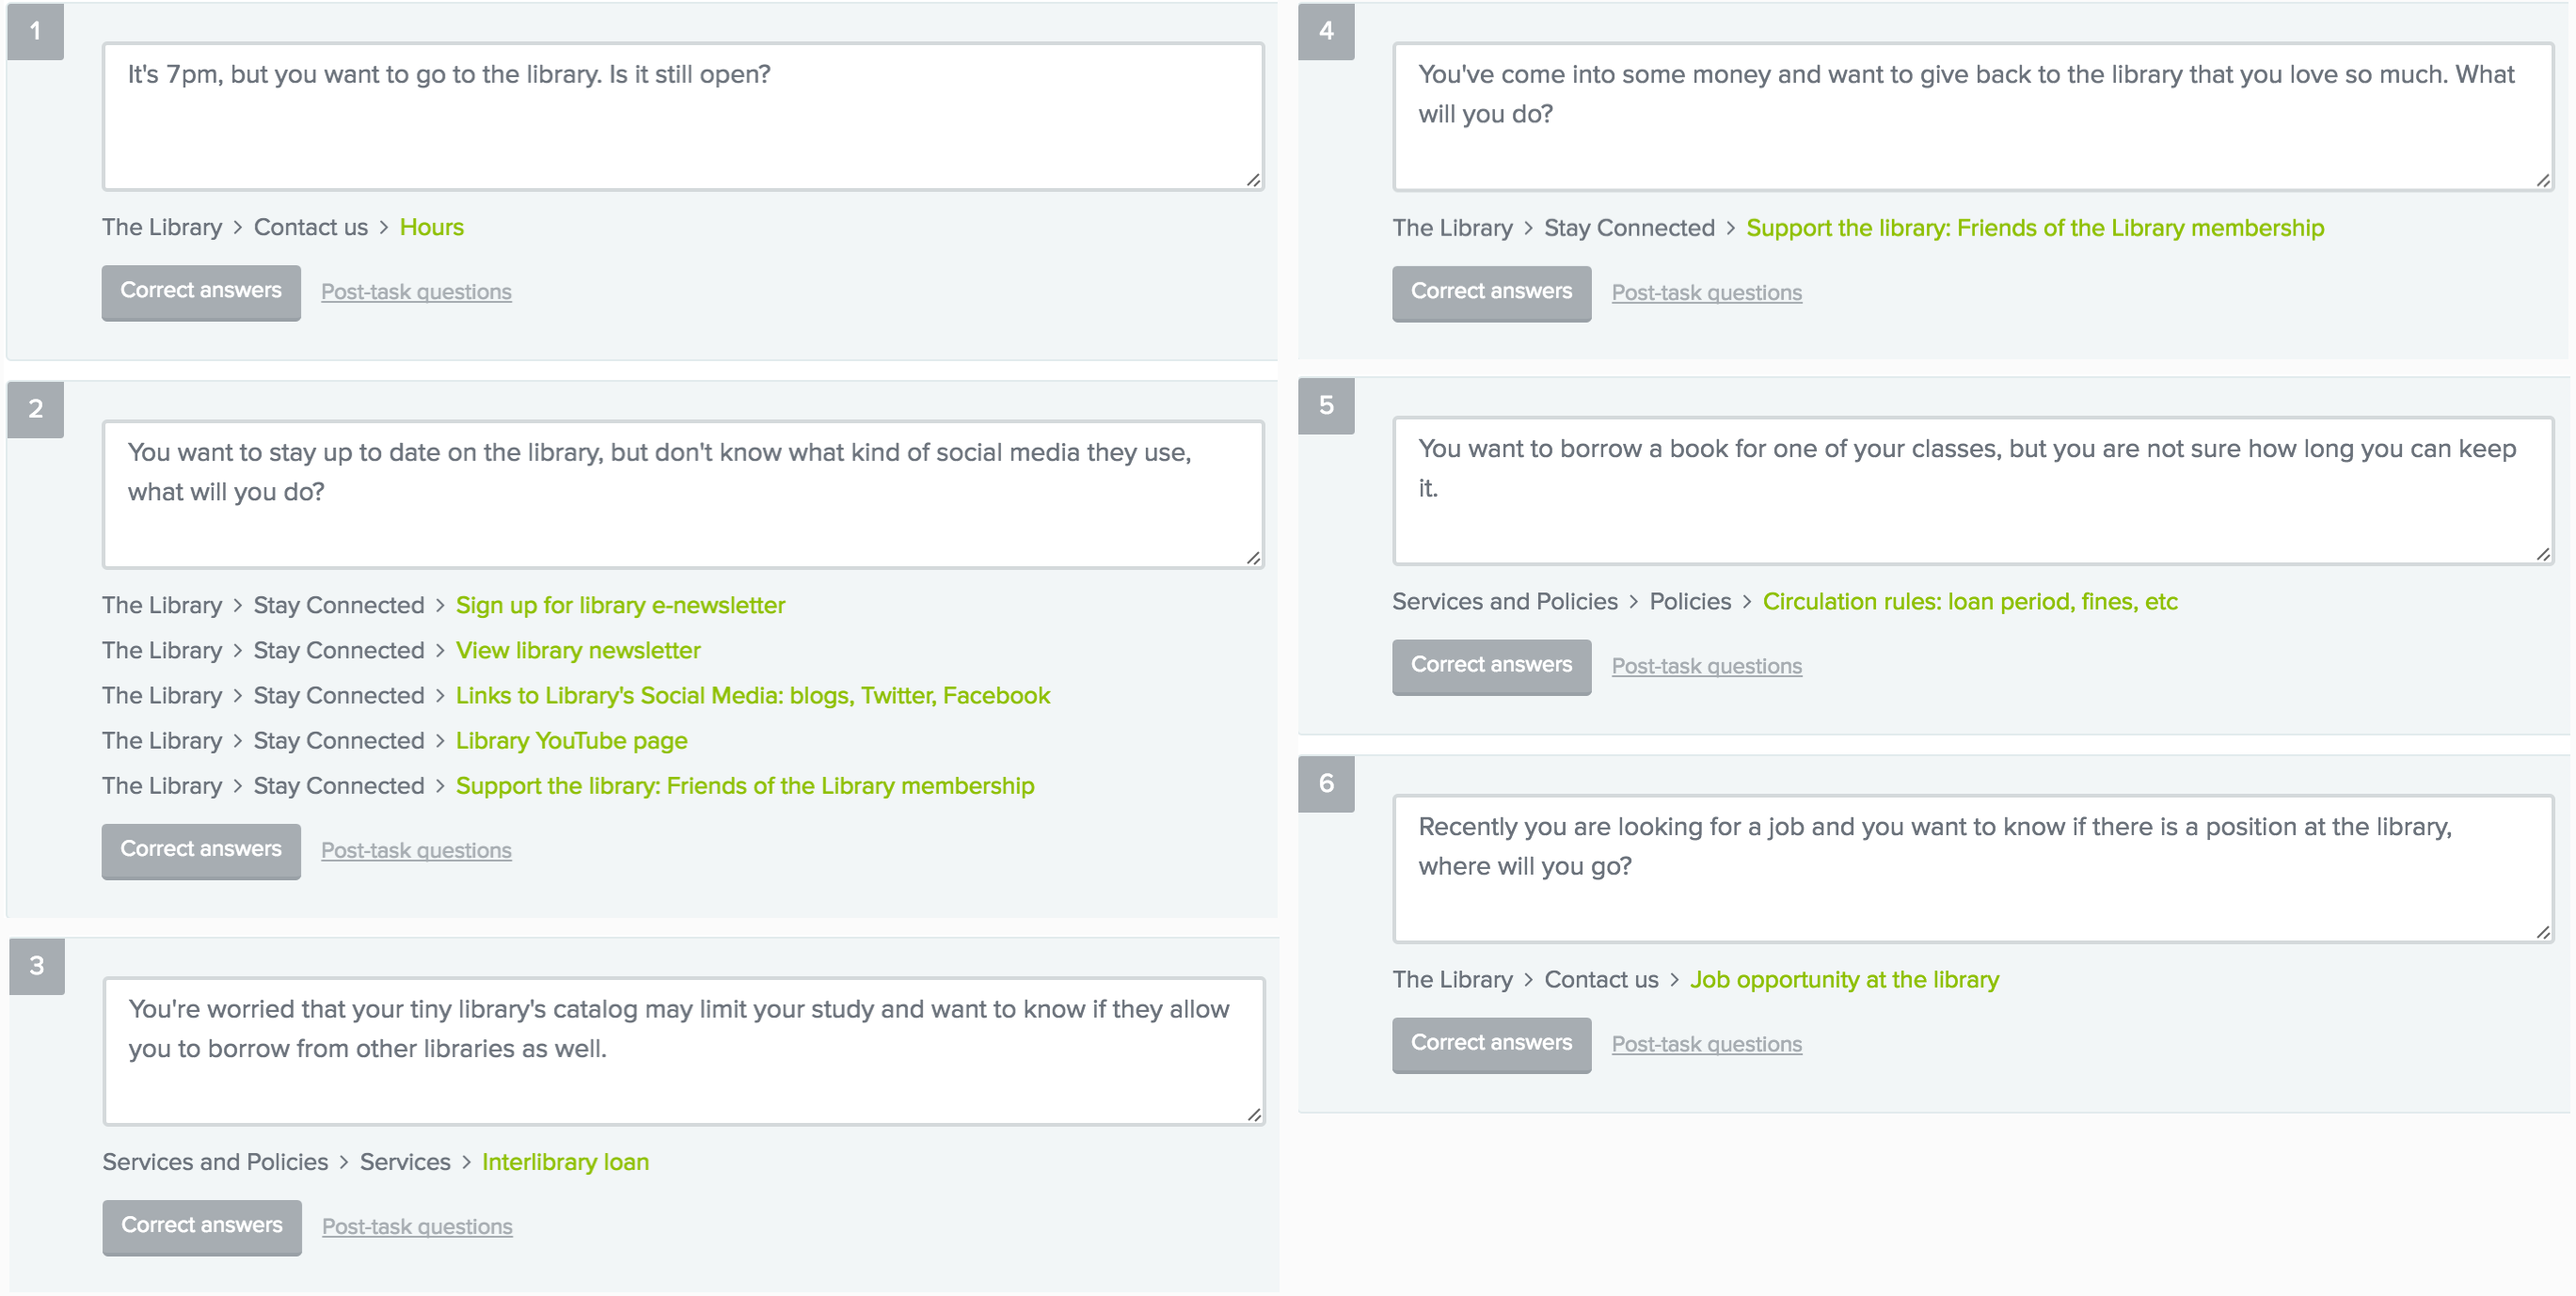 1
It's 7pm, but you want to go to the library. Is it still open?
The Library > Contact us > Hours
Correct answers Post-task questions
2
You want to stay up to date on the library, but don't know what kind of social media they use,
what will you do?
The Library > Stay Connected > Sign up for library e-newsletter
The Library > Stay Connected > View library newsletter
The Library > Stay Connected > Links to Library's Social Media: blogs, Twitter, Facebook
The Library > Stay Connected > Library YouTube page
The Library > Stay Connected > Support the library: Friends of the Library membership
Correct answers Post-task questions
3
You're worried that your tiny library's catalog may limit your study and want to know if they allow
you to borrow from other libraries as well.
Services and Policies > Services > Interlibrary loan
Correct answers Post-task questions
4
You've come into some money and want to give back to the library that you love so much. What
will you do?
The Library > Stay Connected > Support the library: Friends of the Library membership
Correct answers Post-task questions
5
You want to borrow a book for one of your classes, but you are not sure how long you can keep
it.
Services and Policies > Policies > Circulation rules: loan period, fines, etc
Correct answers Post-task questions
6
Recently you are looking for a job and you want to know if there is a position at the library,
where will you go?
The Library > Contact us > Job opportunity at the library
Correct answers Post-task questions